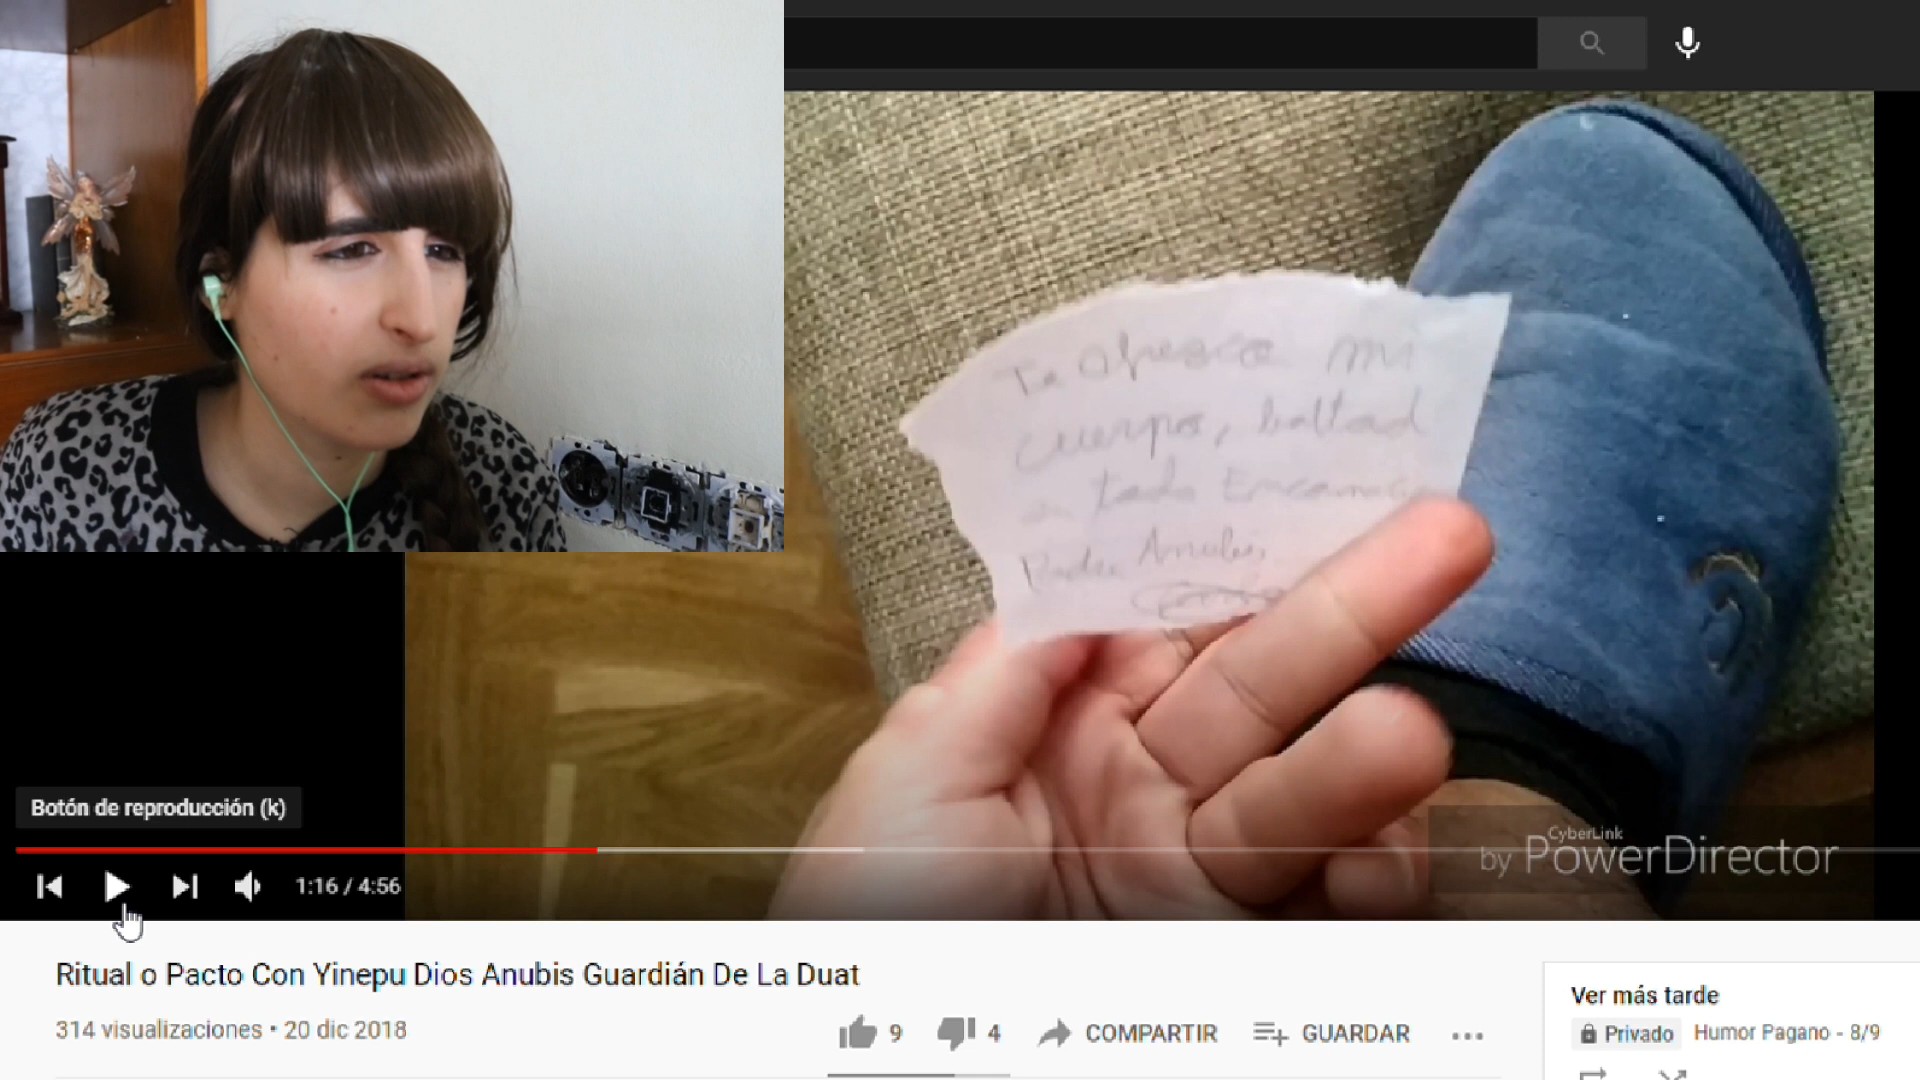 Te Ofrezco mi
cuerpo, baltad
a todo
Padre Anubis,
by CyberLink PowerDirector
Botón de reproducción (k)
1:16 / 4:56
Ritual o Pacto Con Yinepu Dios Anubis Guardián De La Duat
314 visualizaciones • 20 dic 2018
9 4 COMPARTIR GUARDAR
Ver más tarde
Privado Humor Pagano - 8/9